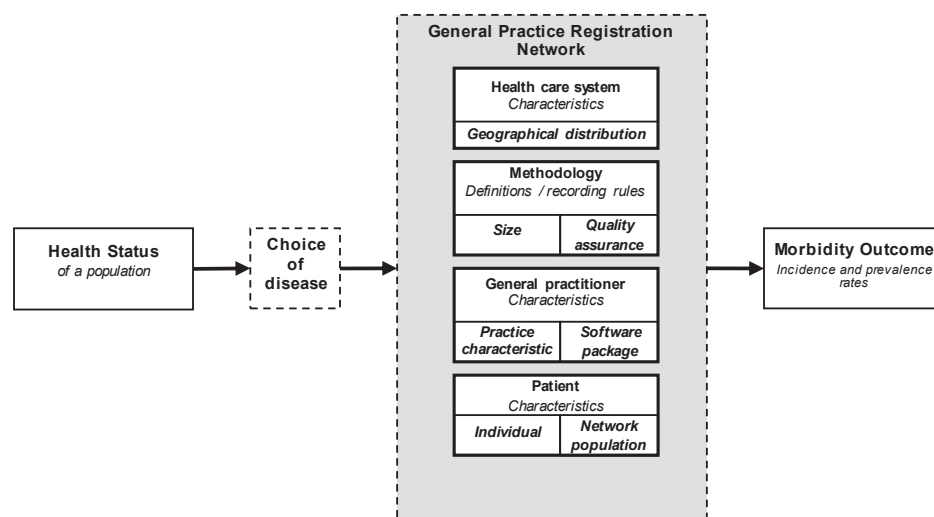 General Practice Registration
Network
Health care system
Characteristics
Geographical distribution
Methodology
Definitions / recording rules
Size
Quality
assurance
Health Status
of a population
Choice
of
disease
General practitioner
Characteristics
Practice
characteristic
Software
package
Patient
Characteristics
Individual
Network
population
Morbidity Outcome
Incidence and prevalence
rates